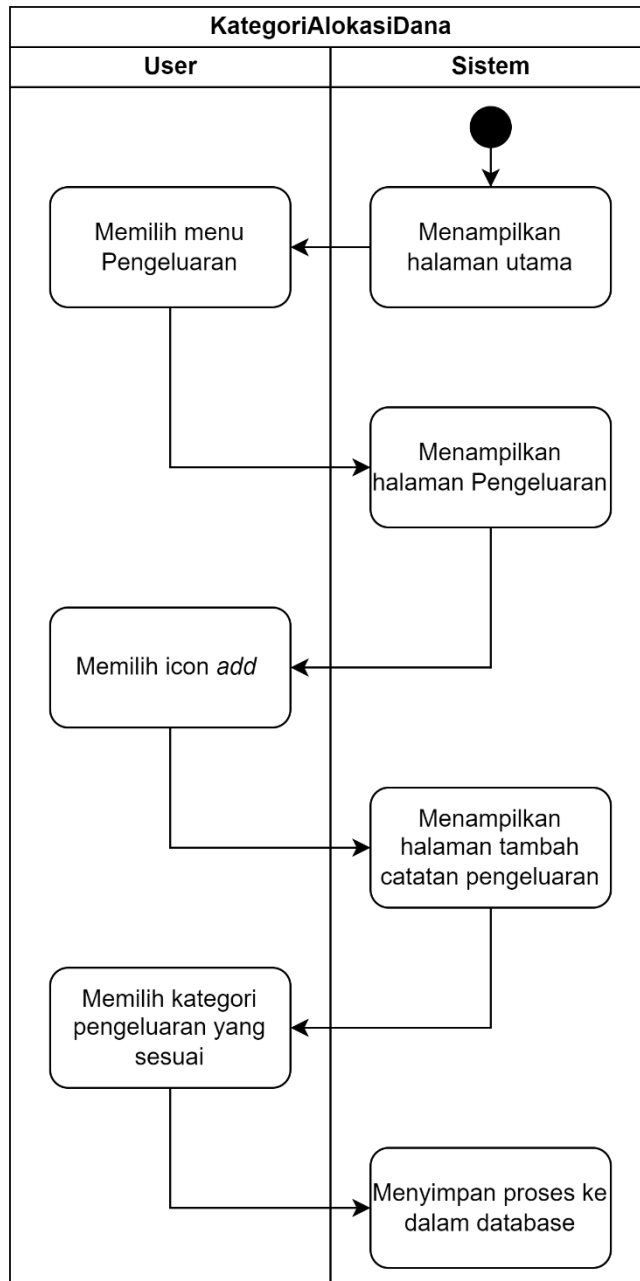 KategoriAlokasiDana
User
Sistem
Menampilkan
halaman utama
Memilih menu
Pengeluaran
Menampilkan
halaman Pengeluaran
Memilih icon add
Menampilkan
halaman tambah
catatan pengeluaran
Memilih kategori
pengeluaran yang
sesuai
Menyimpan proses ke
dalam database